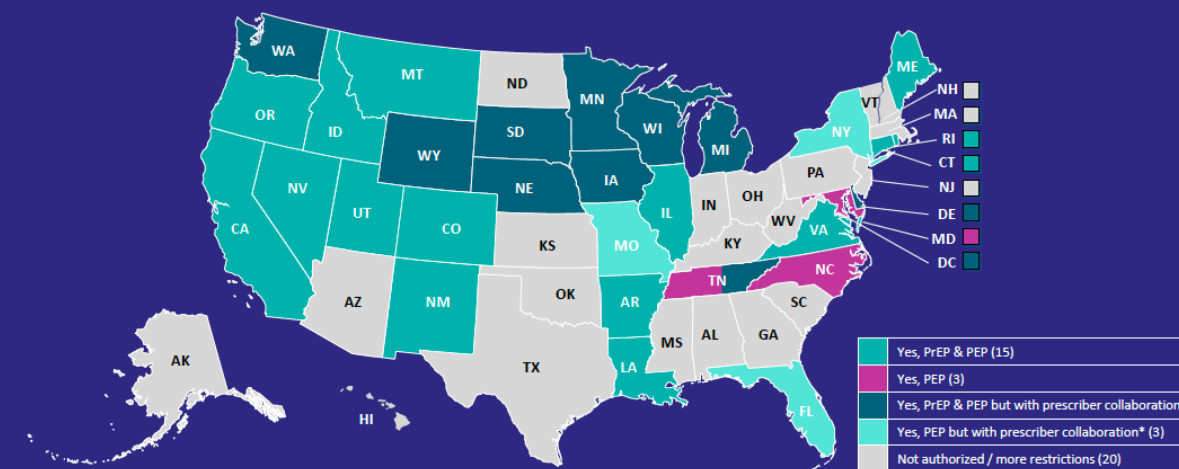 WA
MT
ND
MN
ME
OR
ID
SD
WI
VT
NH
MA
NY
RI
WY
MI
CT
NE
IA
PA
NJ
NV
UT
CO
IL
IN
OH
WV
DE
CA
KS
MO
KY
VA
MD
DC
AZ
NM
OK
AR
TN
NC
SC
MS
AL
GA
TX
LA
AK
HI
FL
Yes, PrEP & PEP (15)
Yes, PEP (3)
Yes, PrEP & PEP but with prescriber collaboration
Yes, PEP but with prescriber collaboration* (3)
Not authorized / more restrictions (20)